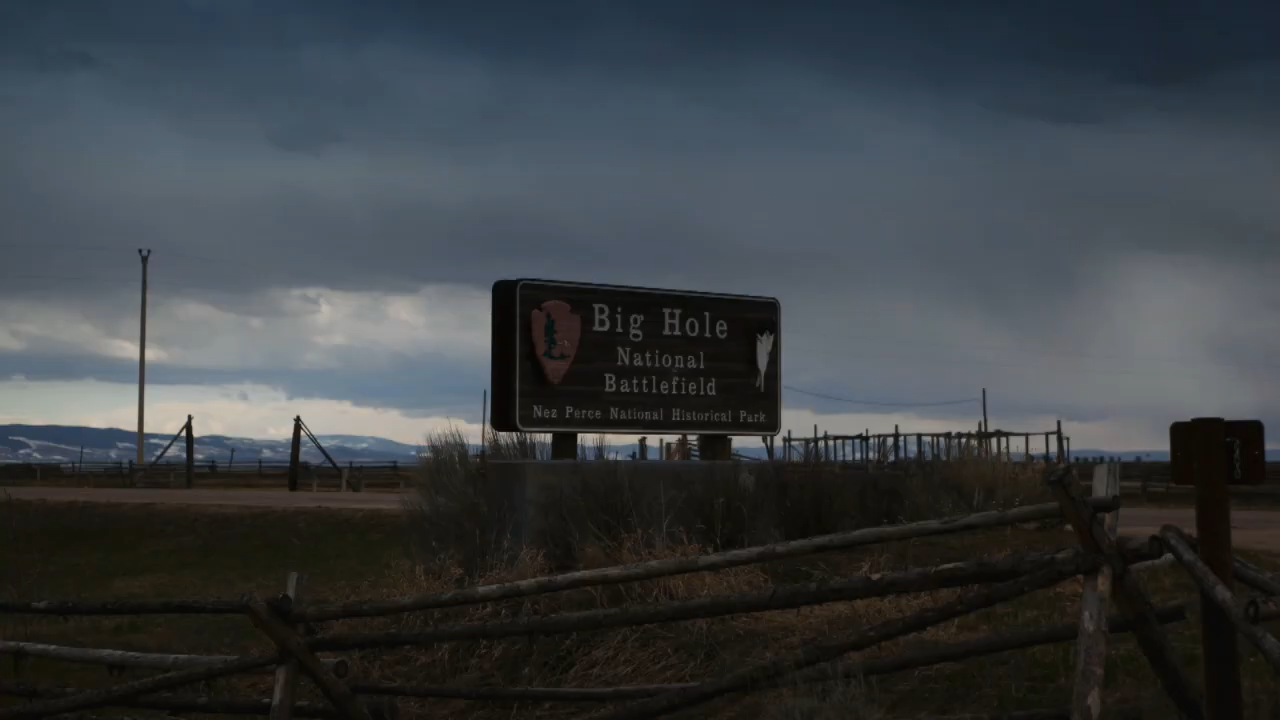 Big Hole
National
Battlefield
Nez Perce National Historical Park